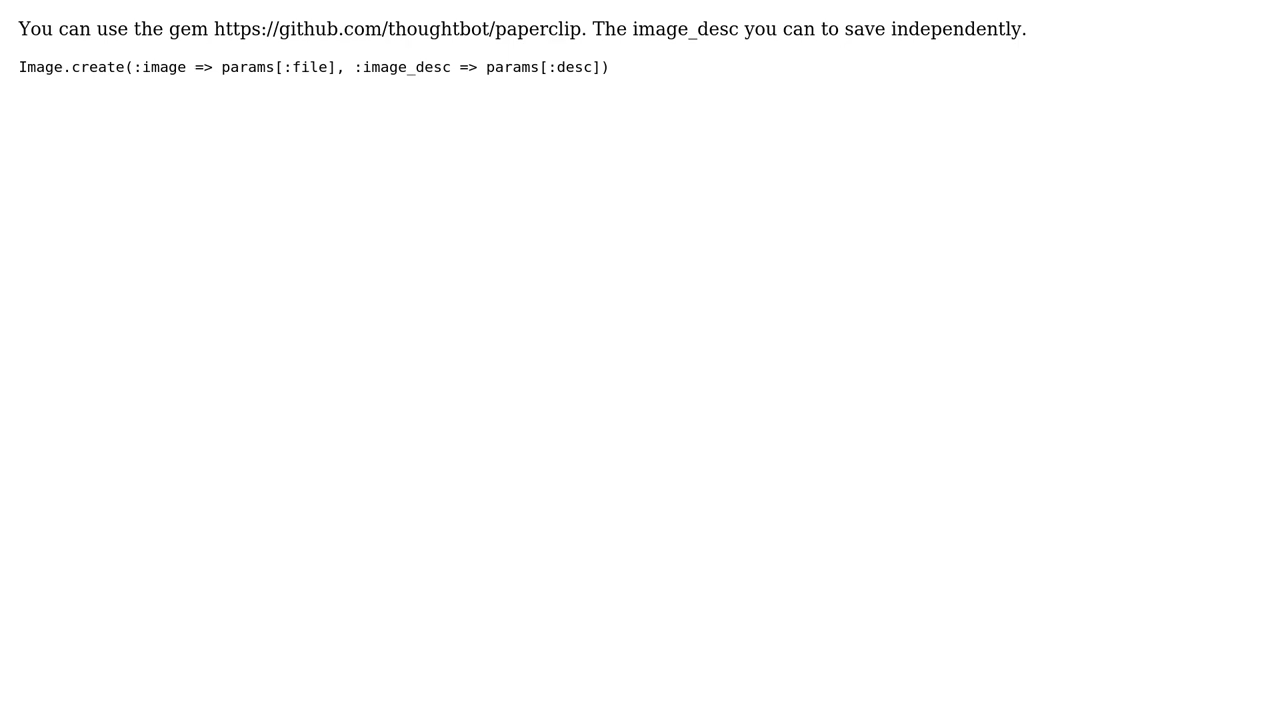 You can use the gem https://github.com/thoughtbot/paperclip. The image_desc you can to save independently.
Image.create(:image => params[:file], :image_desc => params[:desc])